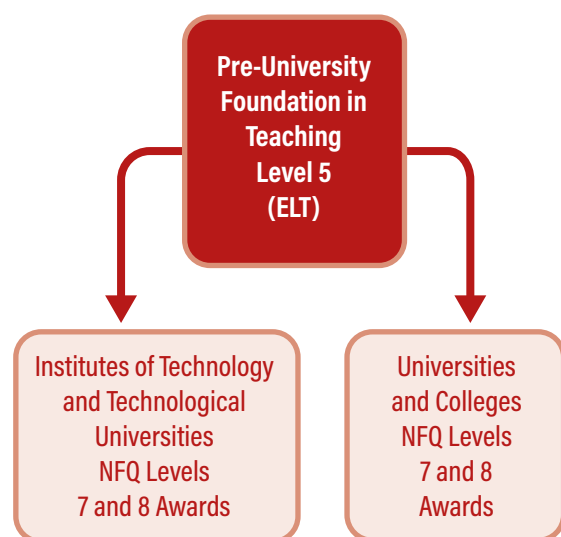 Pre-University
Foundation in
Teaching
Level 5
(ELT)
Institutes of Technology
and Technological
Universities
NFQ Levels
7 and 8 Awards
Universities
and Colleges
NFQ Levels
7 and 8
Awards